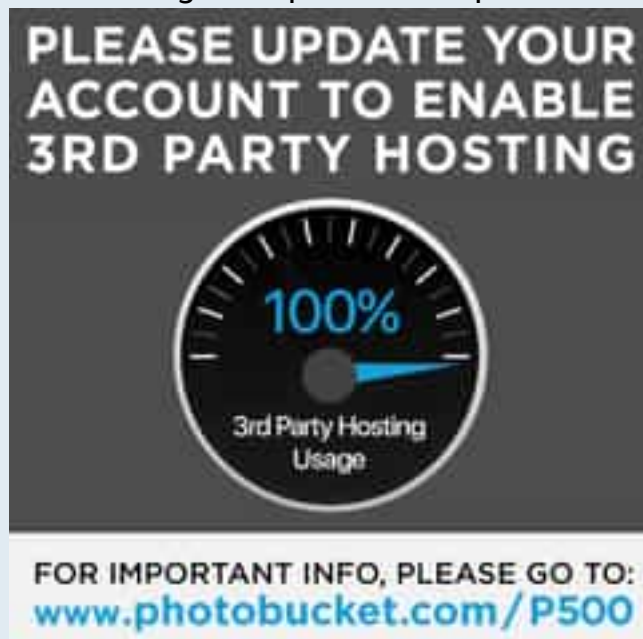 PLEASE UPDATE YOUR
ACCOUNT TO ENABLE
3RD PARTY HOSTING
100%
3rd Party Hosting
Usage
FOR IMPORTANT INFO, PLEASE GO TO:
www.photobucket.com/P500